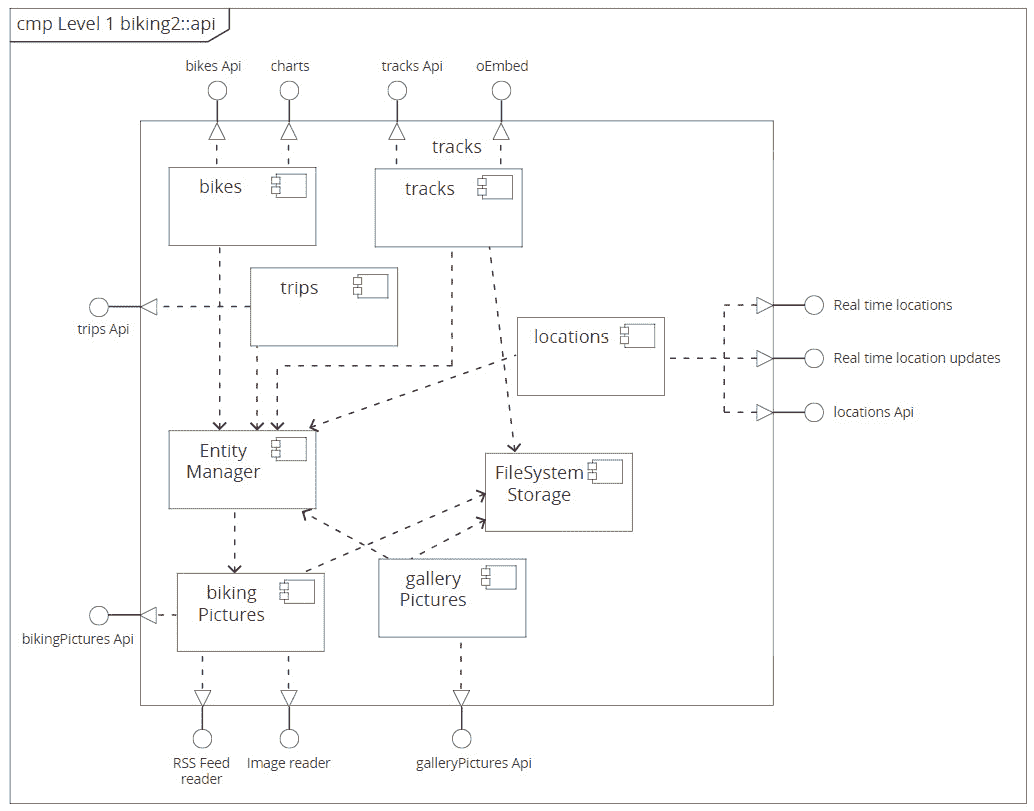 cmp Level 1 biking2::api
bikes Api
charts
tracks Api
oEmbed
tracks
bikes
tracks
trips
trips Api
locations
Real time locations
Real time location updates
locations Api
Entity
Manager
FileSystem
Storage
biking
Pictures
gallery
Pictures
bikingPictures Api
RSS Feed
reader
Image reader
galleryPictures Api